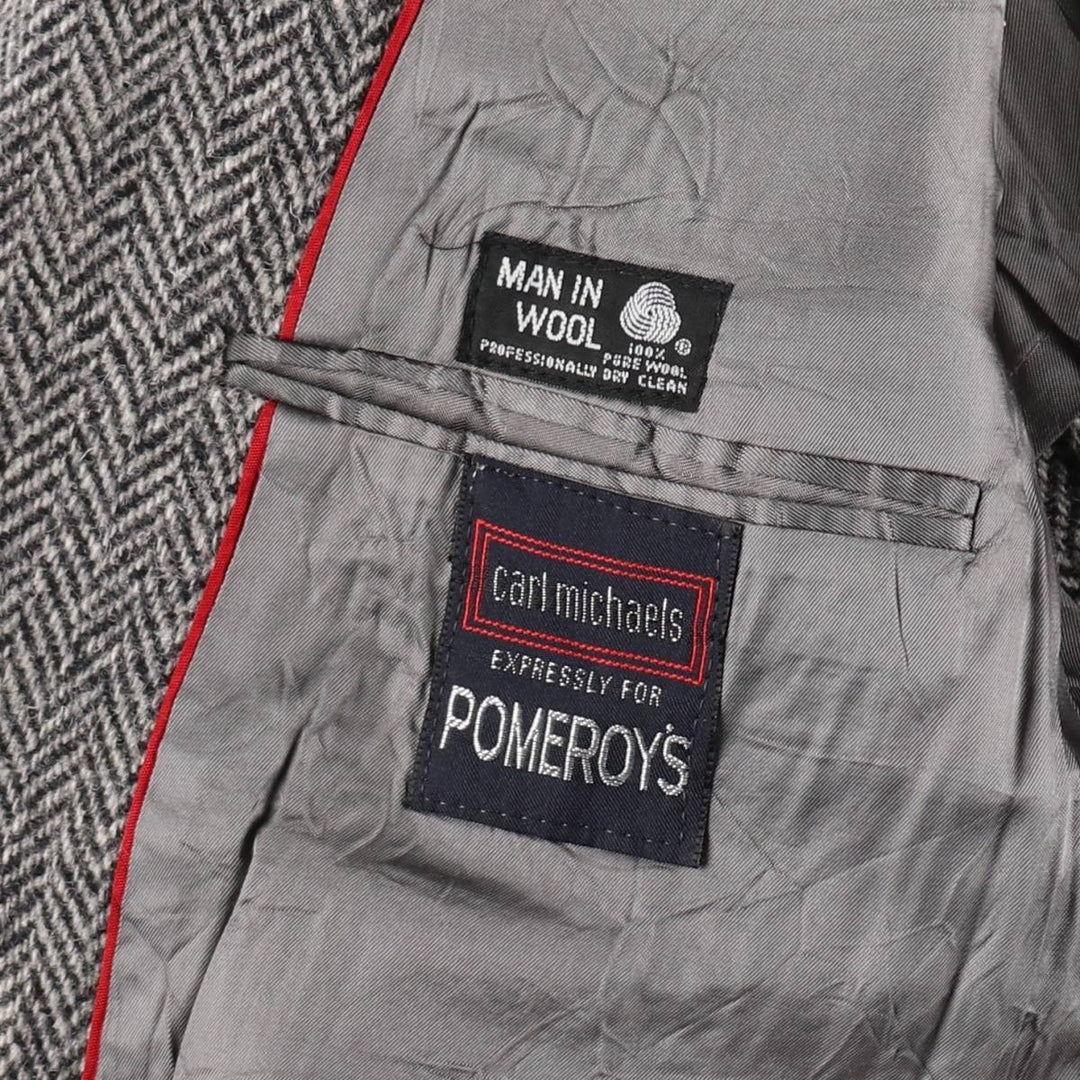 MAN IN
WOOL
100%
PURE WOOL
®
PROFESSIONALLY DRY CLEAN
carl michaels
EXPRESSLY FOR
POMEROY'S